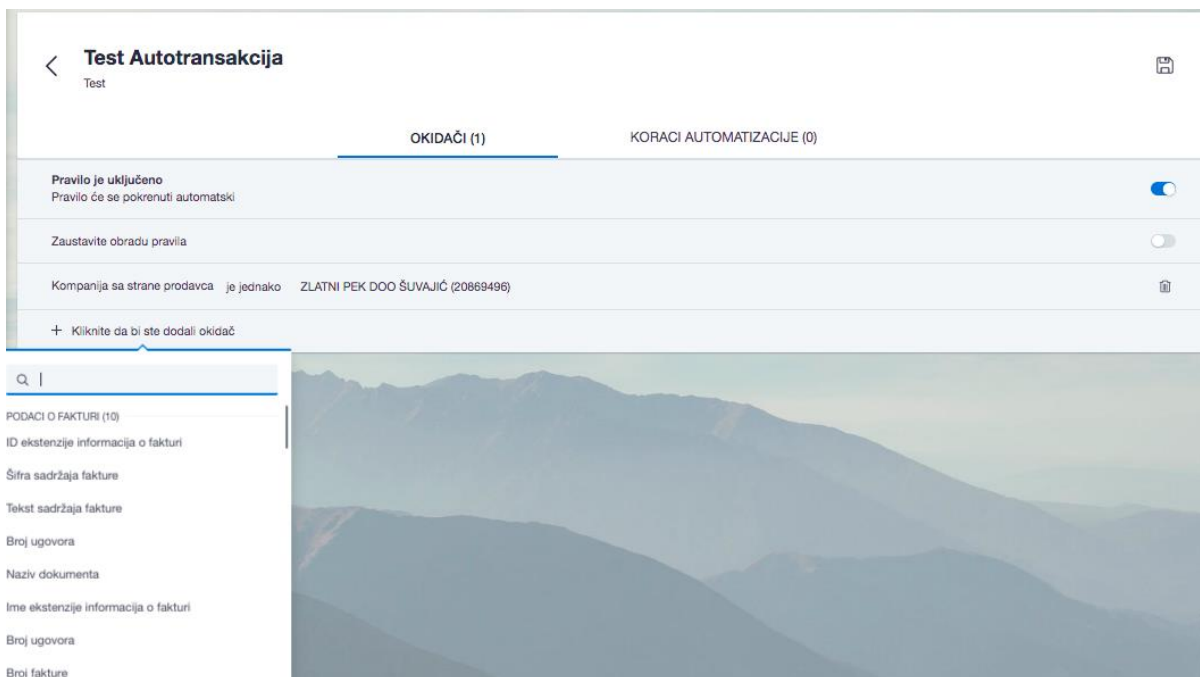 Test Autotransakcija
Test
OKIDAČI (1) KORACI AUTOMATIZACIJE (0)
Pravilo je uključeno
Pravilo će se pokrenuti automatski
Zaustavite obradu pravila
Kompanija sa strane prodavca je jednako ZLATNI PEK DOO ŠUVAJIĆ (20869496)
+ Kliknite da bi ste dodali okidač
PODACI O FAKTURI (10)
ID ekstenzije informacija o fakturi
Šifra sadržaja fakture
Tekst sadržaja fakture
Broj ugovora
Naziv dokumenta
Ime ekstenzije informacija o fakturi
Broj ugovora
Broj fakture